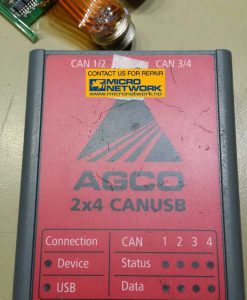 CAN 1/2 CAN 3/4
CONTACT US FOR REPAIR
MICRO
NETWORK
www.micronetwork.no
AGCO
2x4 CANUSB
Connection CAN 1 2 3 4
Device Status
USB Data